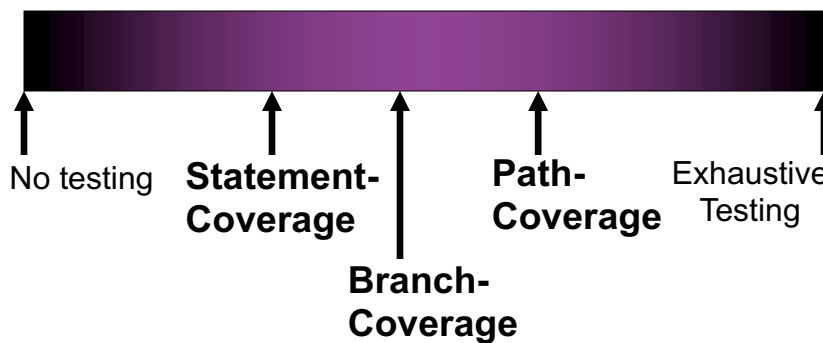 No testing
Statement-
Coverage
Branch-
Coverage
Path-
Coverage
Exhaustive
Testing